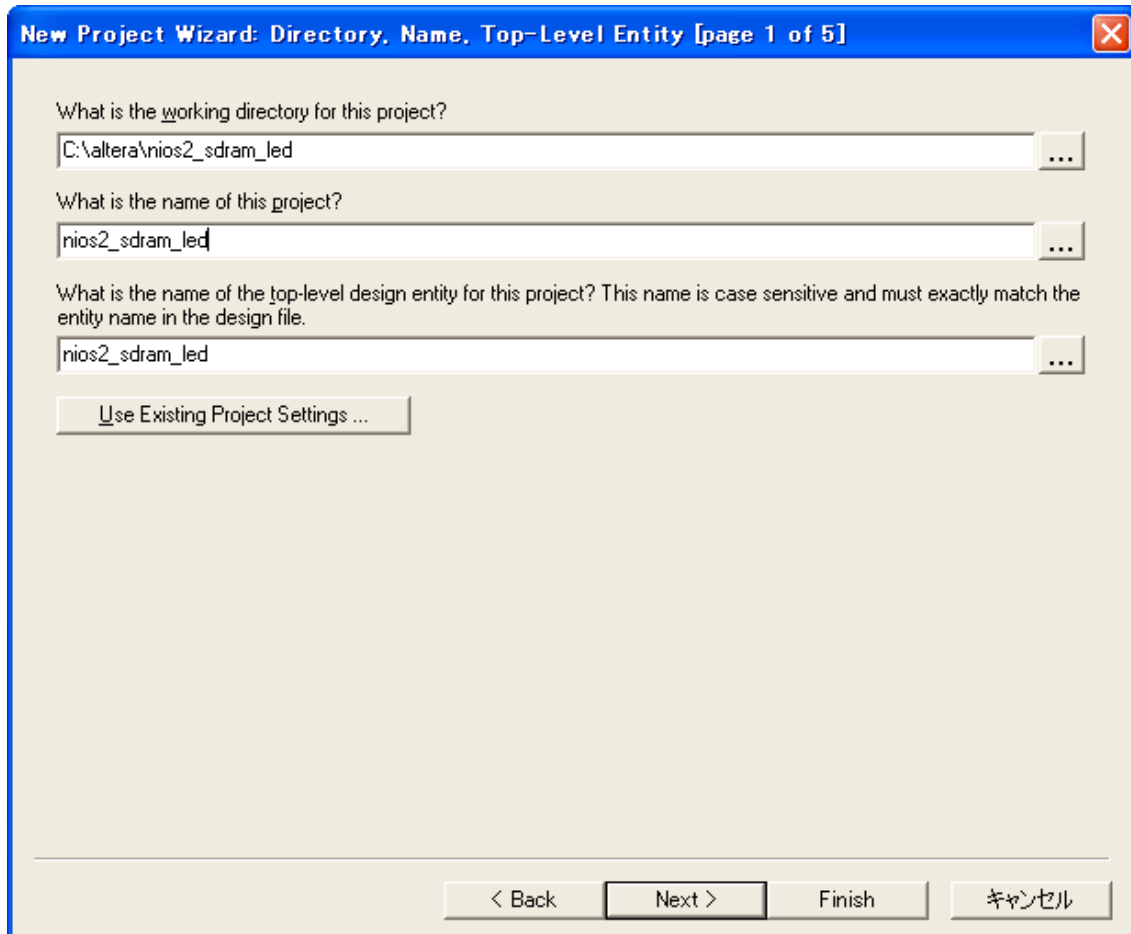 New Project Wizard: Directory, Name, Top-Level Entity [page 1 of 5]
What is the working directory for this project?
C:\altera\nios2_sdram_led
...
What is the name of this project?
nios2_sdram_led
...
What is the name of the top-level design entity for this project? This name is case sensitive and must exactly match the
entity name in the design file.
nios2_sdram_led
...
Use Existing Project Settings ...
< Back
Next >
Finish
キャンセル